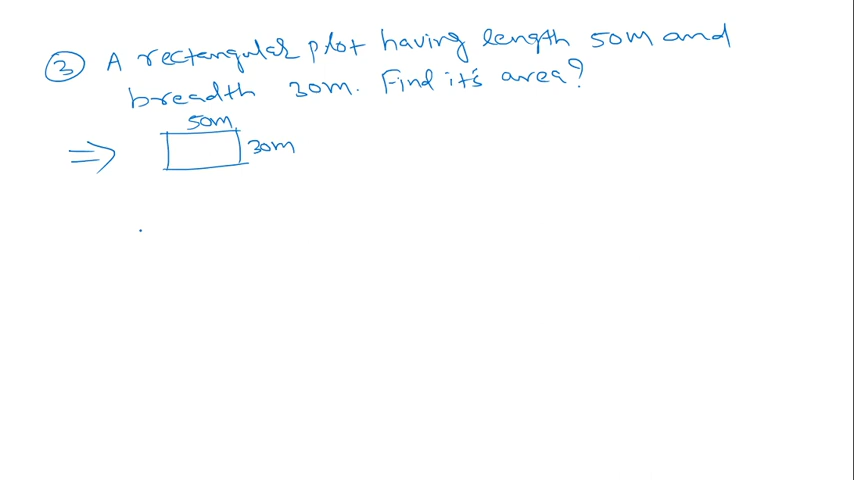 ③ A rectangular plot having length 50m and
breadth 30m. Find it's area?
50m
⇒ 30m